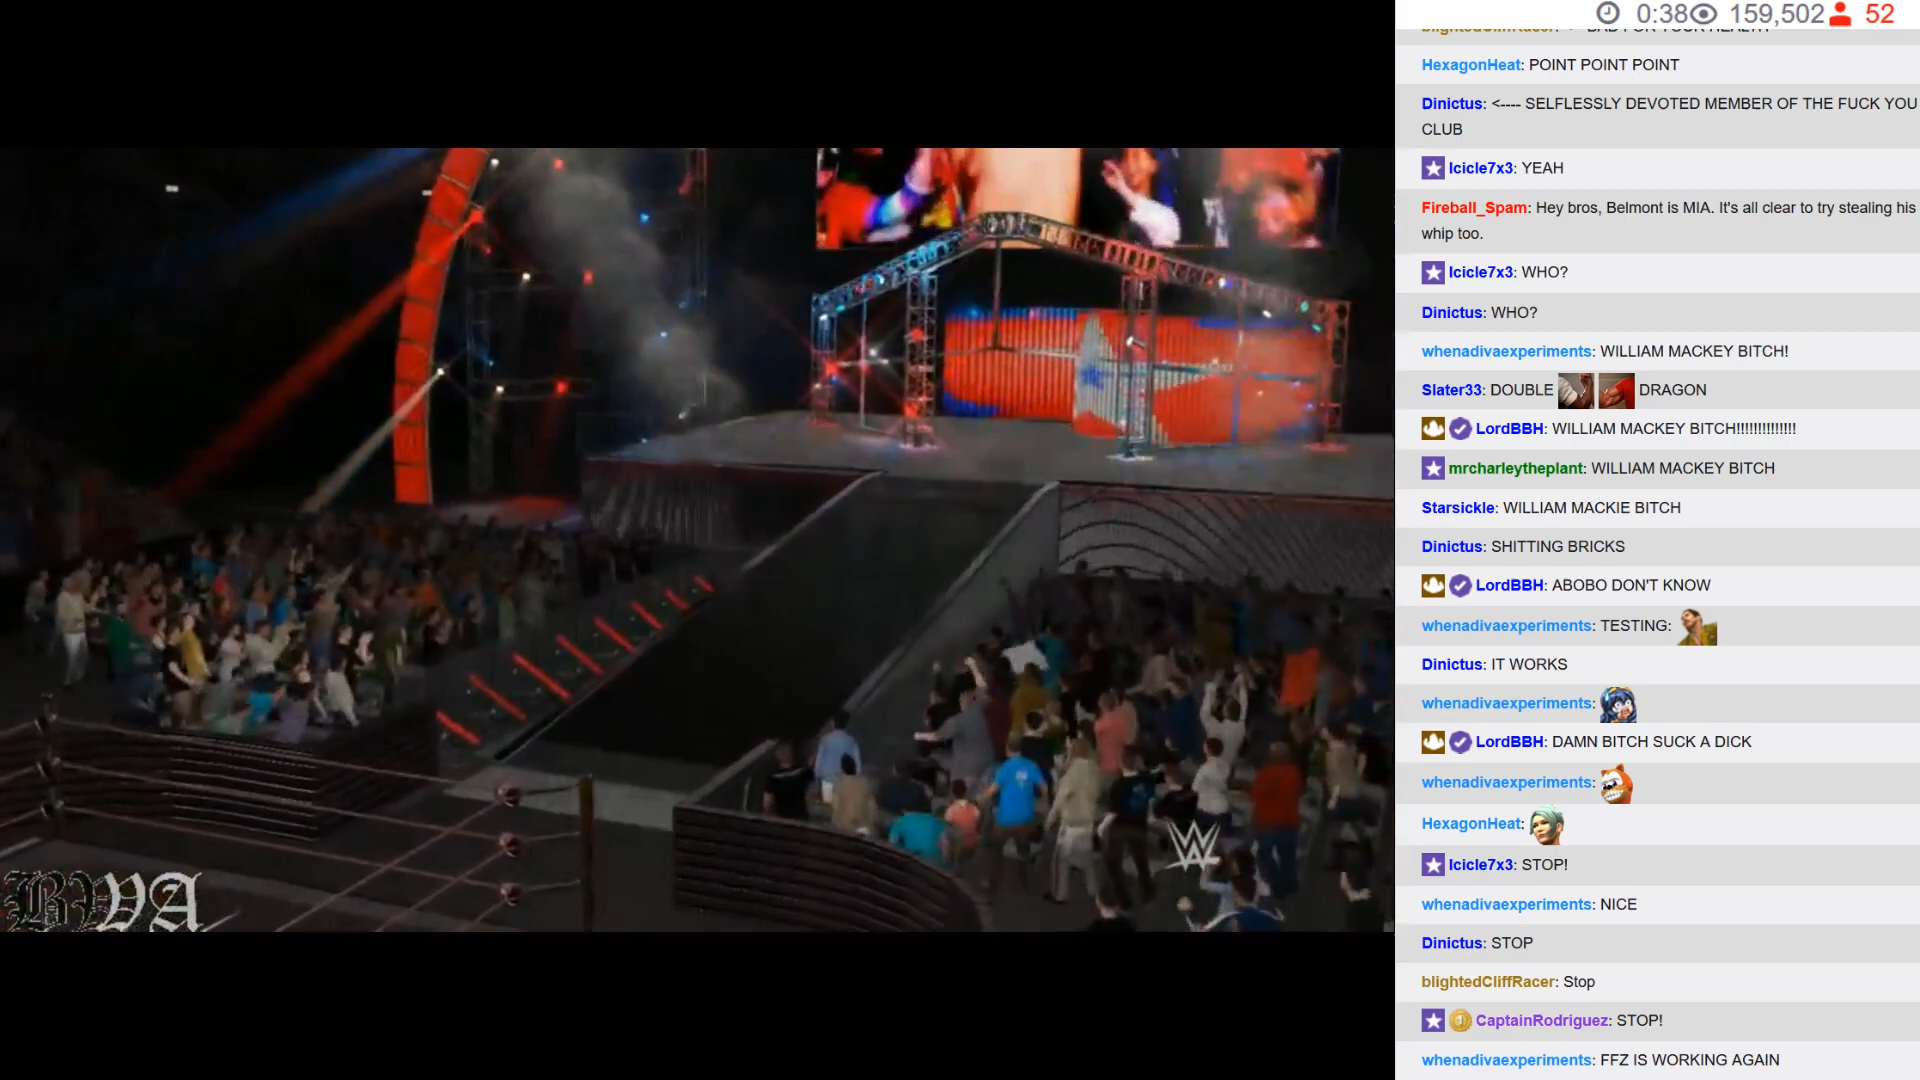 0:38 159,502 52
HexagonHeat: POINT POINT POINT
Dinictus: <---- SELFLESSLY DEVOTED MEMBER OF THE FUCK YOU
CLUB
Icicle7x3: YEAH
Fireball_Spam: Hey bros, Belmont is MIA. It's all clear to try stealing his
whip too.
Icicle7x3: WHO?
Dinictus: WHO?
whenadivaexperiments: WILLIAM MACKEY BITCH!
Slater33: DOUBLE DRAGON
LordBBH: WILLIAM MACKEY BITCH!!!!!!!!!!!!!!
mrcharleytheplant: WILLIAM MACKEY BITCH
Starsickle: WILLIAM MACKIE BITCH
Dinictus: SHITTING BRICKS
LordBBH: ABOBO DON'T KNOW
whenadivaexperiments: TESTING:
Dinictus: IT WORKS
whenadivaexperiments:
LordBBH: DAMN BITCH SUCK A DICK
whenadivaexperiments:
HexagonHeat:
Icicle7x3: STOP!
whenadivaexperiments: NICE
Dinictus: STOP
blightedCliffRacer: Stop
CaptainRodriguez: STOP!
whenadivaexperiments: FFZ IS WORKING AGAIN
W
BWA